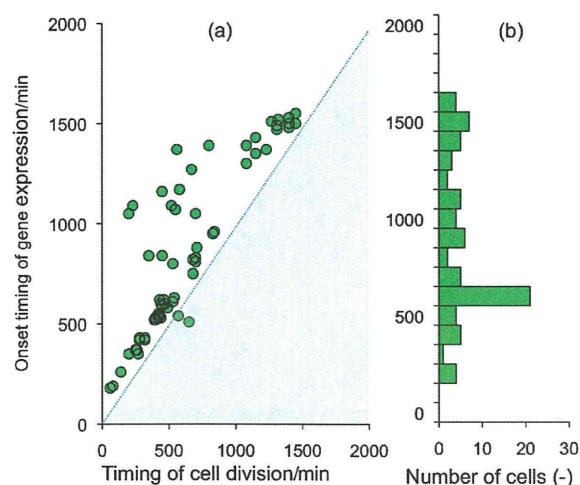 (a)
(b)
Onset timing of gene expression/min
2000
1500
1000
500
0
0 500 1000 1500 2000
Timing of cell division/min
2000
1500
1000
500
0
0 10 20 30
Number of cells (-)